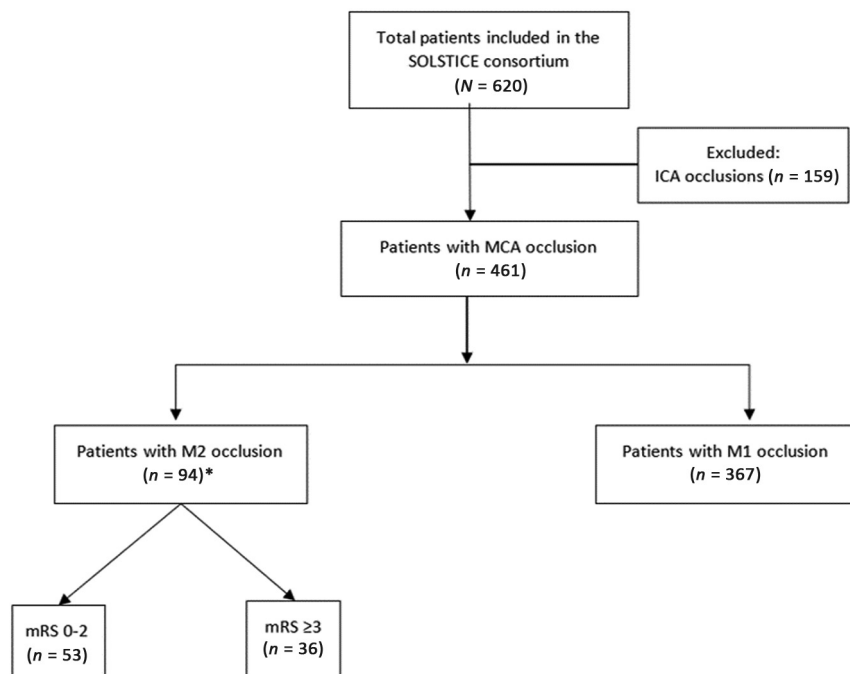 Total patients included in the
SOLSTICE consortium
(N = 620)
Excluded:
ICA occlusions (n = 159)
Patients with MCA occlusion
(n = 461)
Patients with M2 occlusion
(n = 94)*
Patients with M1 occlusion
(n = 367)
mRS 0-2
(n = 53)
mRS ≥3
(n = 36)